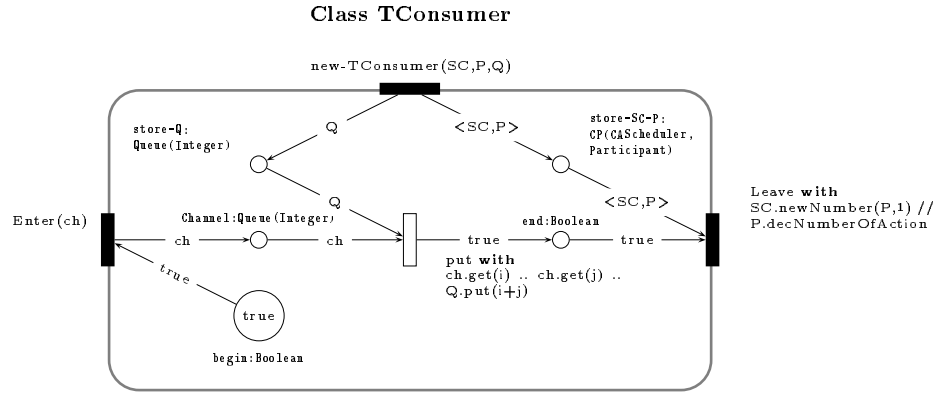 Class TConsumer
new-TConsumer(SC,P,Q)
store-Q:
Queue(Integer)
Q
<SC,P>
store-SC-P:
CP(CAScheduler,
Participant)
Q
<SC,P>
Enter(ch)
Channel:Queue(Integer)
end:Boolean
Leave with
SC.newNumber(P,1) //
P.decNumberOfAction
ch
ch
true
true
put with
ch.get(i) .. ch.get(j) ..
Q.put(i+j)
true
true
begin:Boolean